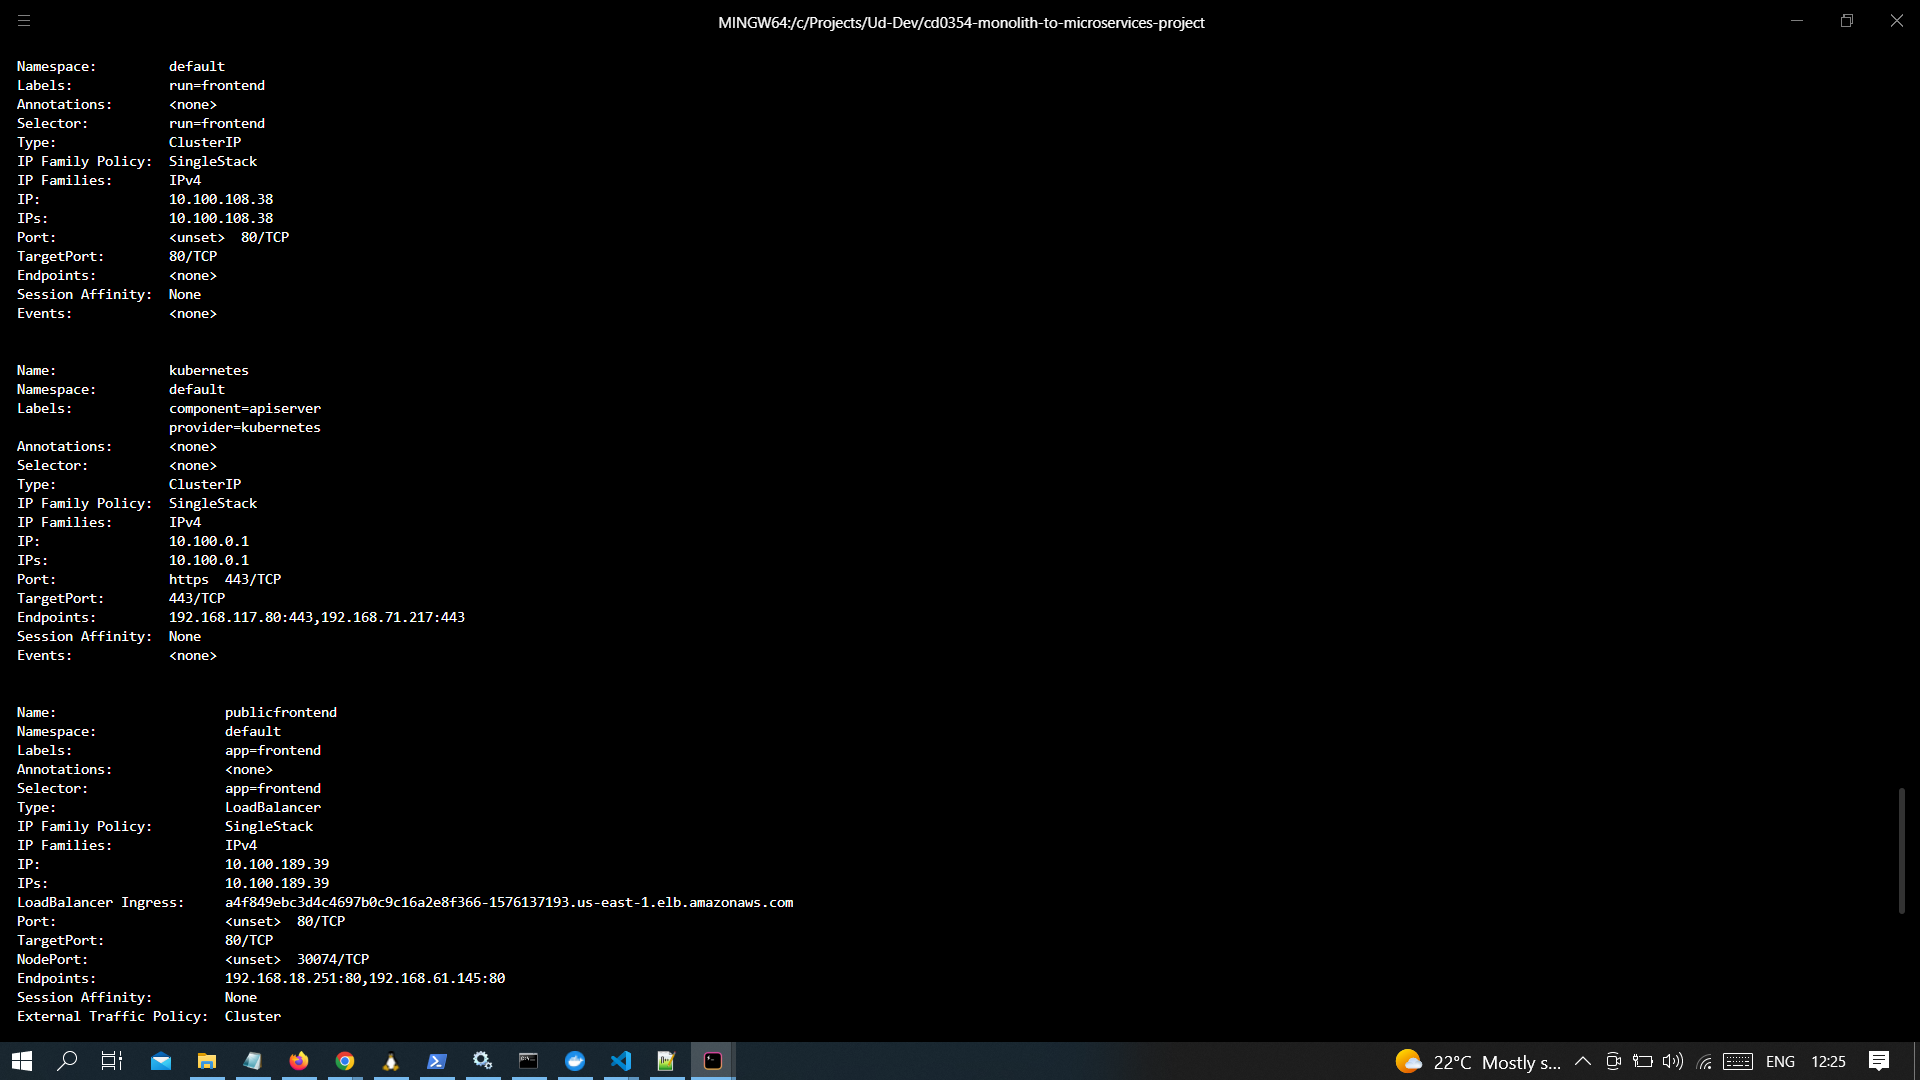 MINGW64:/c/Projects/Ud-Dev/cd0354-monolith-to-microservices-project
Namespace: default
Labels: run=frontend
Annotations: <none>
Selector: run=frontend
Type: ClusterIP
IP Family Policy: SingleStack
IP Families: IPv4
IP: 10.100.108.38
IPs: 10.100.108.38
Port: <unset> 80/TCP
TargetPort: 80/TCP
Endpoints: <none>
Session Affinity: None
Events: <none>
Name: kubernetes
Namespace: default
Labels: component=apiserver
provider=kubernetes
Annotations: <none>
Selector: <none>
Type: ClusterIP
IP Family Policy: SingleStack
IP Families: IPv4
IP: 10.100.0.1
IPs: 10.100.0.1
Port: https 443/TCP
TargetPort: 443/TCP
Endpoints: 192.168.117.80:443,192.168.71.217:443
Session Affinity: None
Events: <none>
Name: publicfrontend
Namespace: default
Labels: app=frontend
Annotations: <none>
Selector: app=frontend
Type: LoadBalancer
IP Family Policy: SingleStack
IP Families: IPv4
IP: 10.100.189.39
IPs: 10.100.189.39
LoadBalancer Ingress: a4f849ebc3d4c4697b0c9c16a2e8f366-1576137193.us-east-1.elb.amazonaws.com
Port: <unset> 80/TCP
TargetPort: 80/TCP
NodePort: <unset> 30074/TCP
Endpoints: 192.168.18.251:80,192.168.61.145:80
Session Affinity: None
External Traffic Policy: Cluster
22°C Mostly s... ENG 12:25